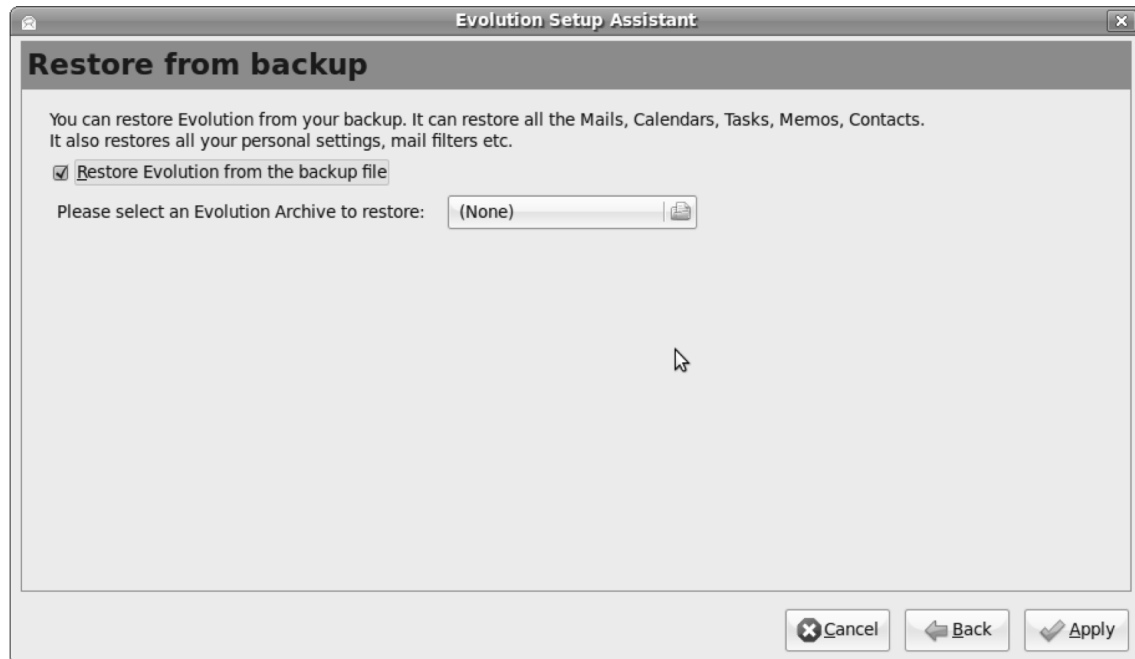 Evolution Setup Assistant
Restore from backup
You can restore Evolution from your backup. It can restore all the Mails, Calendars, Tasks, Memos, Contacts.
It also restores all your personal settings, mail filters etc.
Restore Evolution from the backup file
Please select an Evolution Archive to restore: (None)
Cancel Back Apply